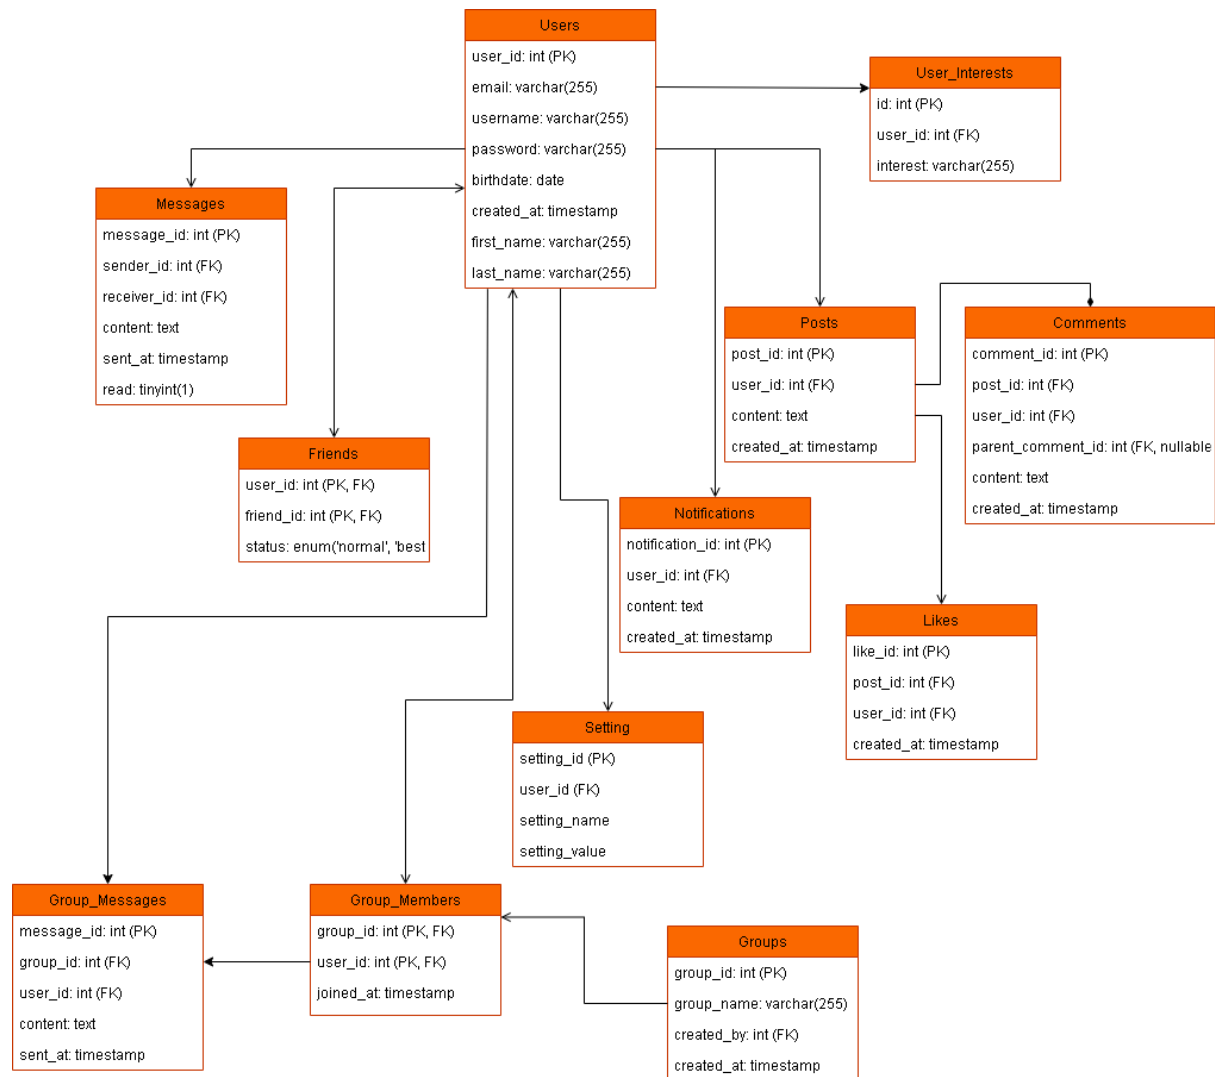 Users
user_id: int (PK)
email: varchar(255)
username: varchar(255)
password: varchar(255)
birthdate: date
created_at: timestamp
first_name: varchar(255)
last_name: varchar(255)
User_Interests
id: int (PK)
user_id: int (FK)
interest: varchar(255)
Messages
message_id: int (PK)
sender_id: int (FK)
receiver_id: int (FK)
content: text
sent_at: timestamp
read: tinyint(1)
Posts
post_id: int (PK)
user_id: int (FK)
content: text
created_at: timestamp
Comments
comment_id: int (PK)
post_id: int (FK)
user_id: int (FK)
parent_comment_id: int (FK, nullable
content: text
created_at: timestamp
Friends
user_id: int (PK, FK)
friend_id: int (PK, FK)
status: enum('normal', 'best
Notifications
notification_id: int (PK)
user_id: int (FK)
content: text
created_at: timestamp
Likes
like_id: int (PK)
post_id: int (FK)
user_id: int (FK)
created_at: timestamp
Setting
setting_id (PK)
user_id (FK)
setting_name
setting_value
Group_Messages
message_id: int (PK)
group_id: int (FK)
user_id: int (FK)
content: text
sent_at: timestamp
Group_Members
group_id: int (PK, FK)
user_id: int (PK, FK)
joined_at: timestamp
Groups
group_id: int (PK)
group_name: varchar(255)
created_by: int (FK)
created_at: timestamp